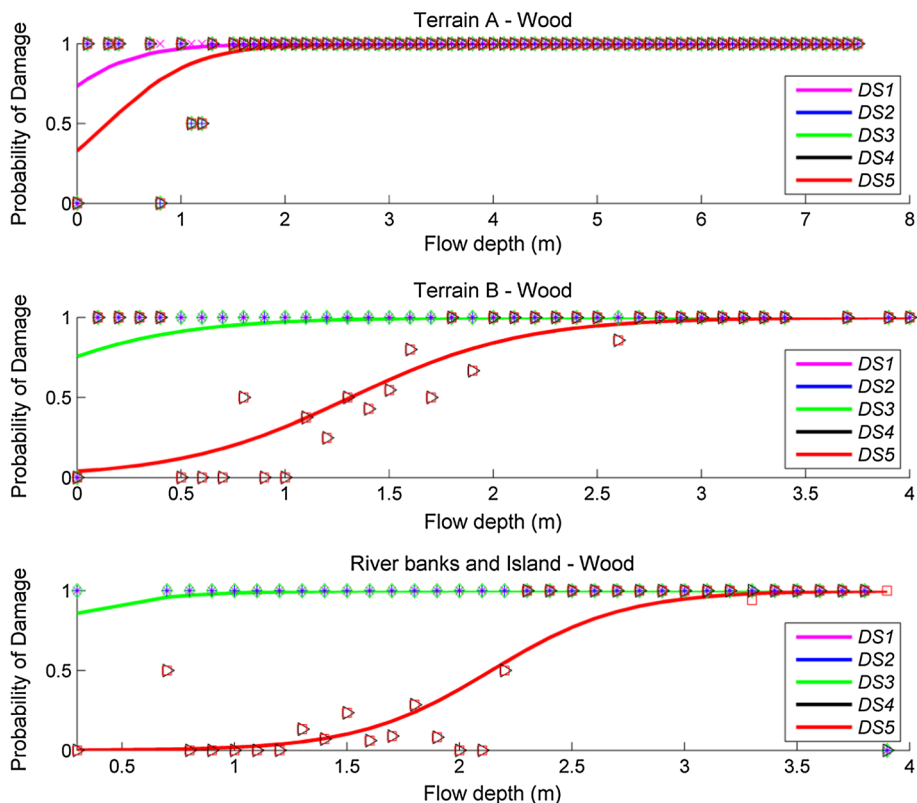 Terrain A - Wood
Probability of Damage
1
0.5
0
DS1
DS2
DS3
DS4
DS5
0 1 2 3 4 5 6 7 8
Flow depth (m)
Terrain B - Wood
Probability of Damage
1
0.5
0
DS1
DS2
DS3
DS4
DS5
0 0.5 1 1.5 2 2.5 3 3.5 4
Flow depth (m)
River banks and Island - Wood
Probability of Damage
1
0.5
0
DS1
DS2
DS3
DS4
DS5
0.5 1 1.5 2 2.5 3 3.5 4
Flow depth (m)